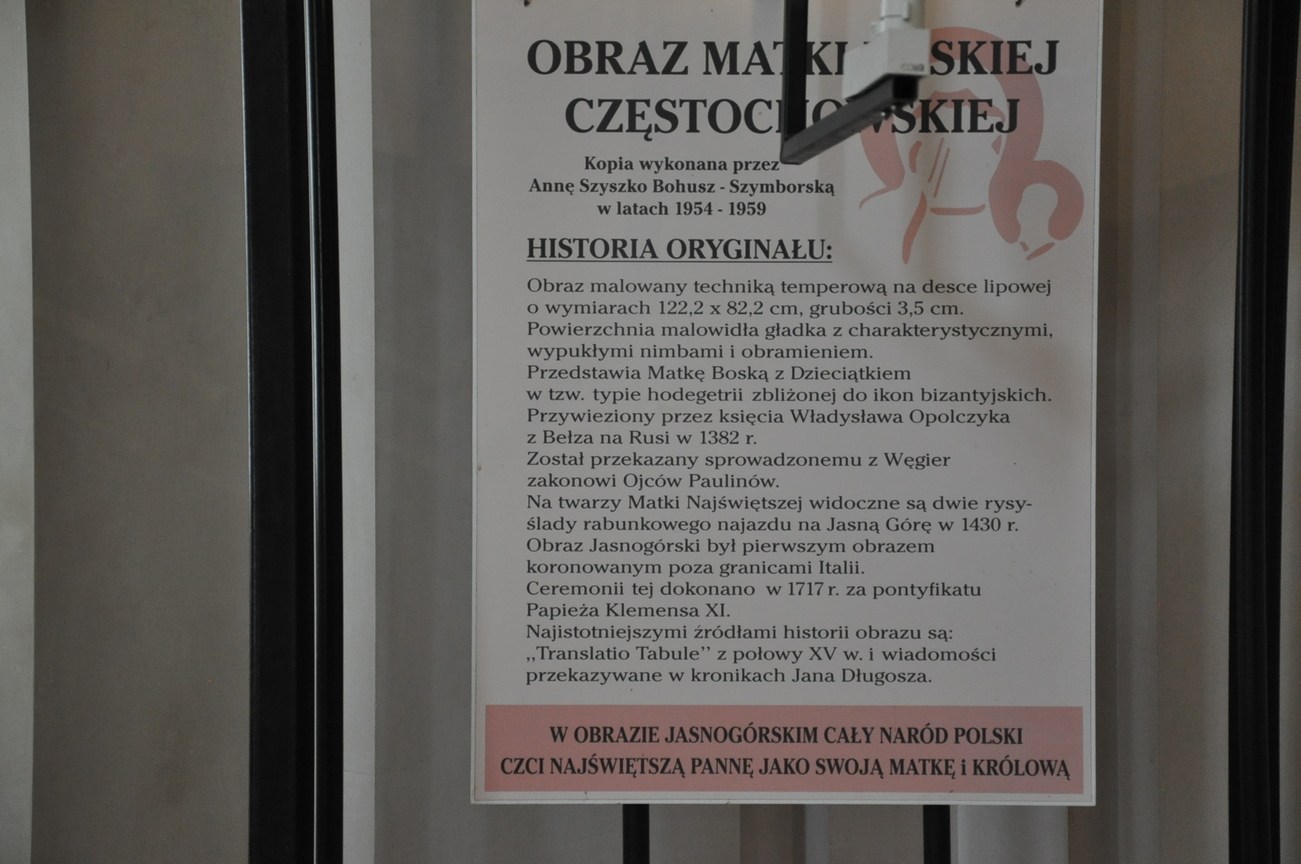 OBRAZ MATKI SKIEJ
CZĘSTOCHOWSKIEJ
Kopia wykonana przez
Annę Szyszko Bohusz - Szymborską
w latach 1954 - 1959
HISTORIA ORYGINAŁU:
Obraz malowany techniką temperową na desce lipowej
o wymiarach 122,2 x 82,2 cm, grubości 3,5 cm.
Powierzchnia malowidła gładka z charakterystycznymi,
wypukłymi nimbami i obramieniem.
Przedstawia Matkę Boską z Dzieciątkiem
w tzw. typie hodegetrii zbliżonej do ikon bizantyjskich.
Przywieziony przez księcia Władysława Opolczyka
z Bełza na Rusi w 1382 r.
Został przekazany sprowadzonemu z Węgier
zakonowi Ojców Paulinów.
Na twarzy Matki Najświętszej widoczne są dwie rysy-
ślady rabunkowego najazdu na Jasną Górę w 1430 r.
Obraz Jasnogórski był pierwszym obrazem
koronowanym poza granicami Italii.
Ceremonii tej dokonano w 1717 r. za pontyfikatu
Papieża Klemensa XI.
Najistotniejszymi źródłami historii obrazu są:
,,Translatio Tabule” z połowy XV w. i wiadomości
przekazywane w kronikach Jana Długosza.
W OBRAZIE JASNOGÓRSKIM CAŁY NARÓD POLSKI
CZCI NAJŚWIĘTSZĄ PANNĘ JAKO SWOJĄ MATKĘ i KRÓLOWĄ